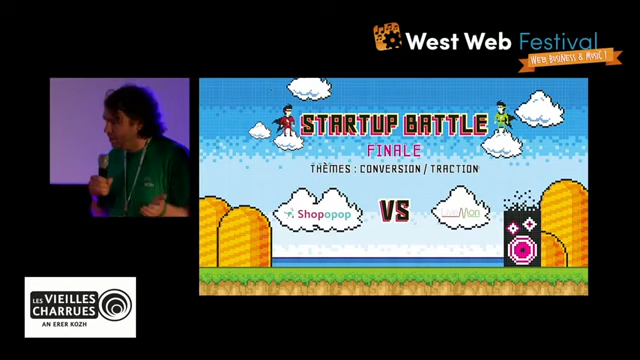 West Web Festival
WEB BUSINESS & MUSIC !
STARTUP BATTLE
FINALE
THÈMES : CONVERSION / TRACTION
Shopopop
VS
LES
VIEILLES
CHARRUES
AN ERER KOZH